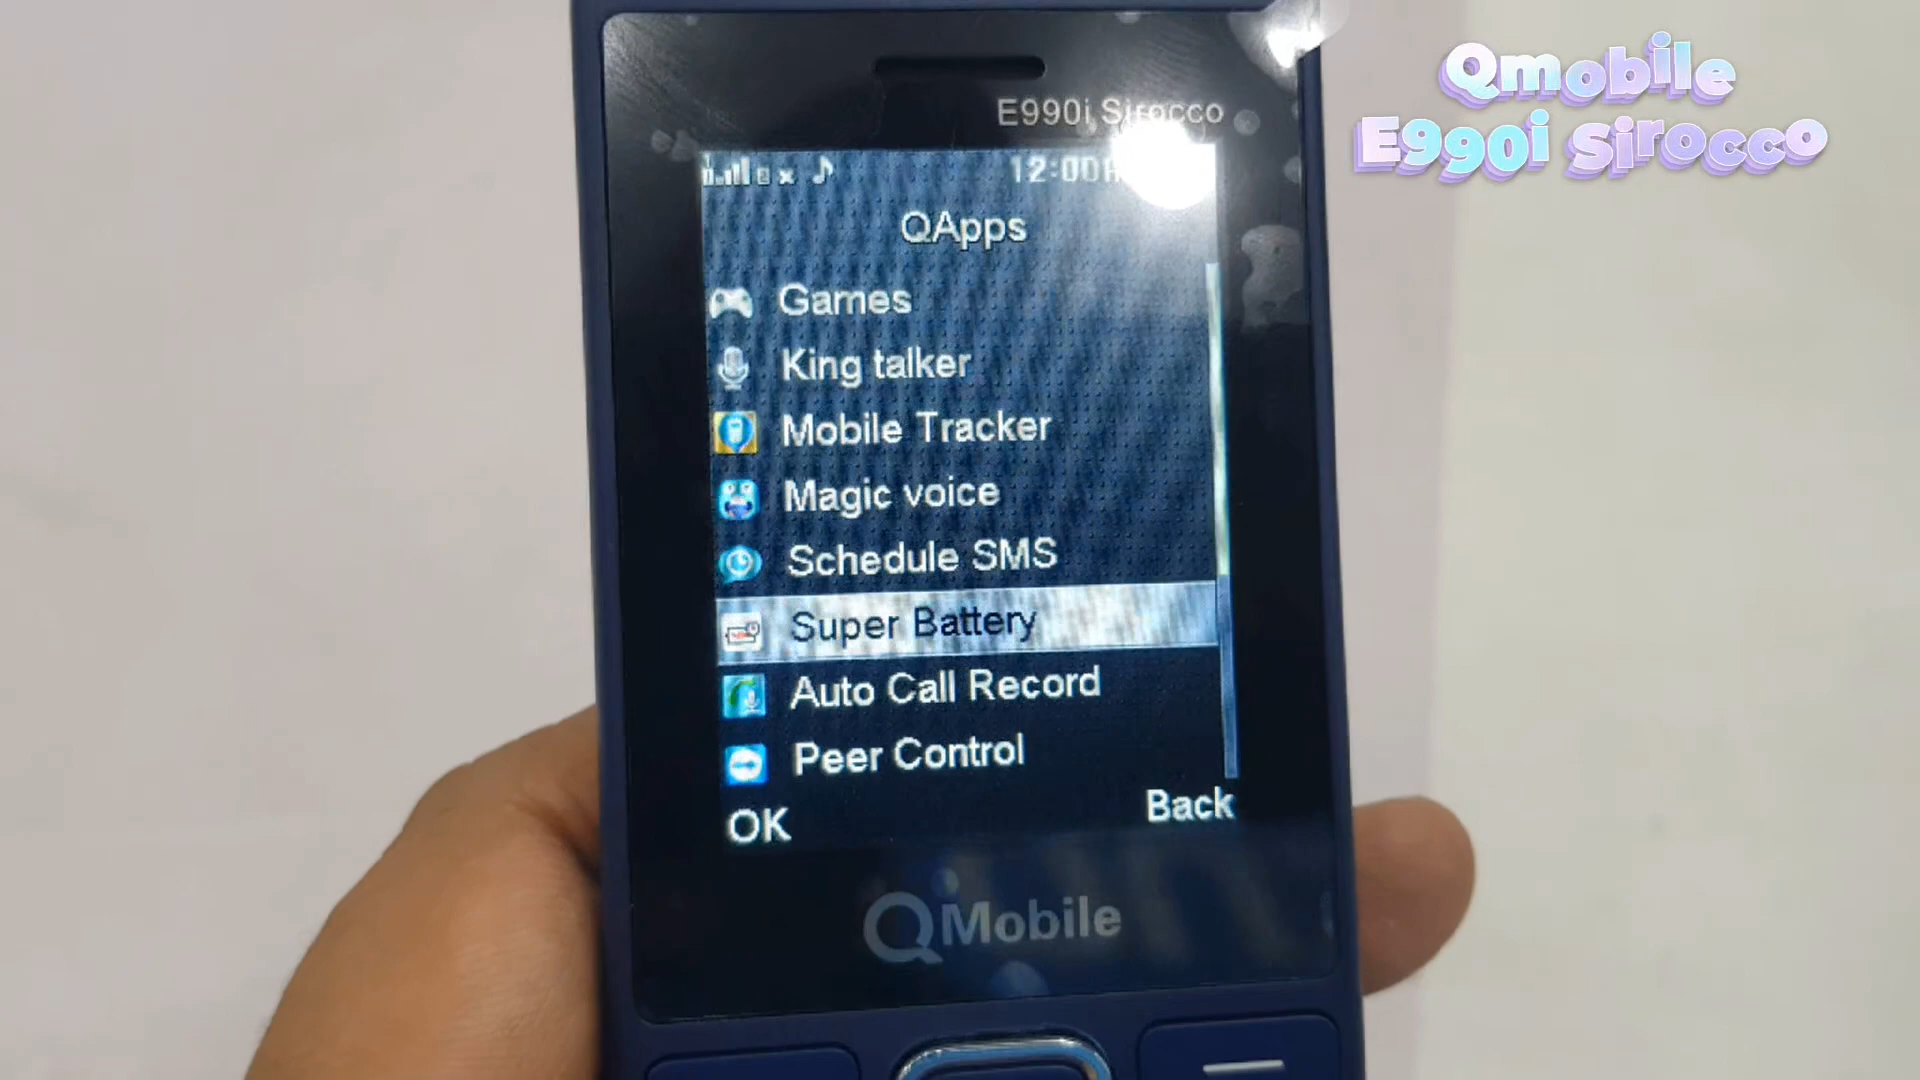 Qmobile
E990i Sirocco
E990i Sirocco
12:00
QApps
Games
King talker
Mobile Tracker
Magic voice
Schedule SMS
Super Battery
Auto Call Record
Peer Control
OK
Back
QMobile